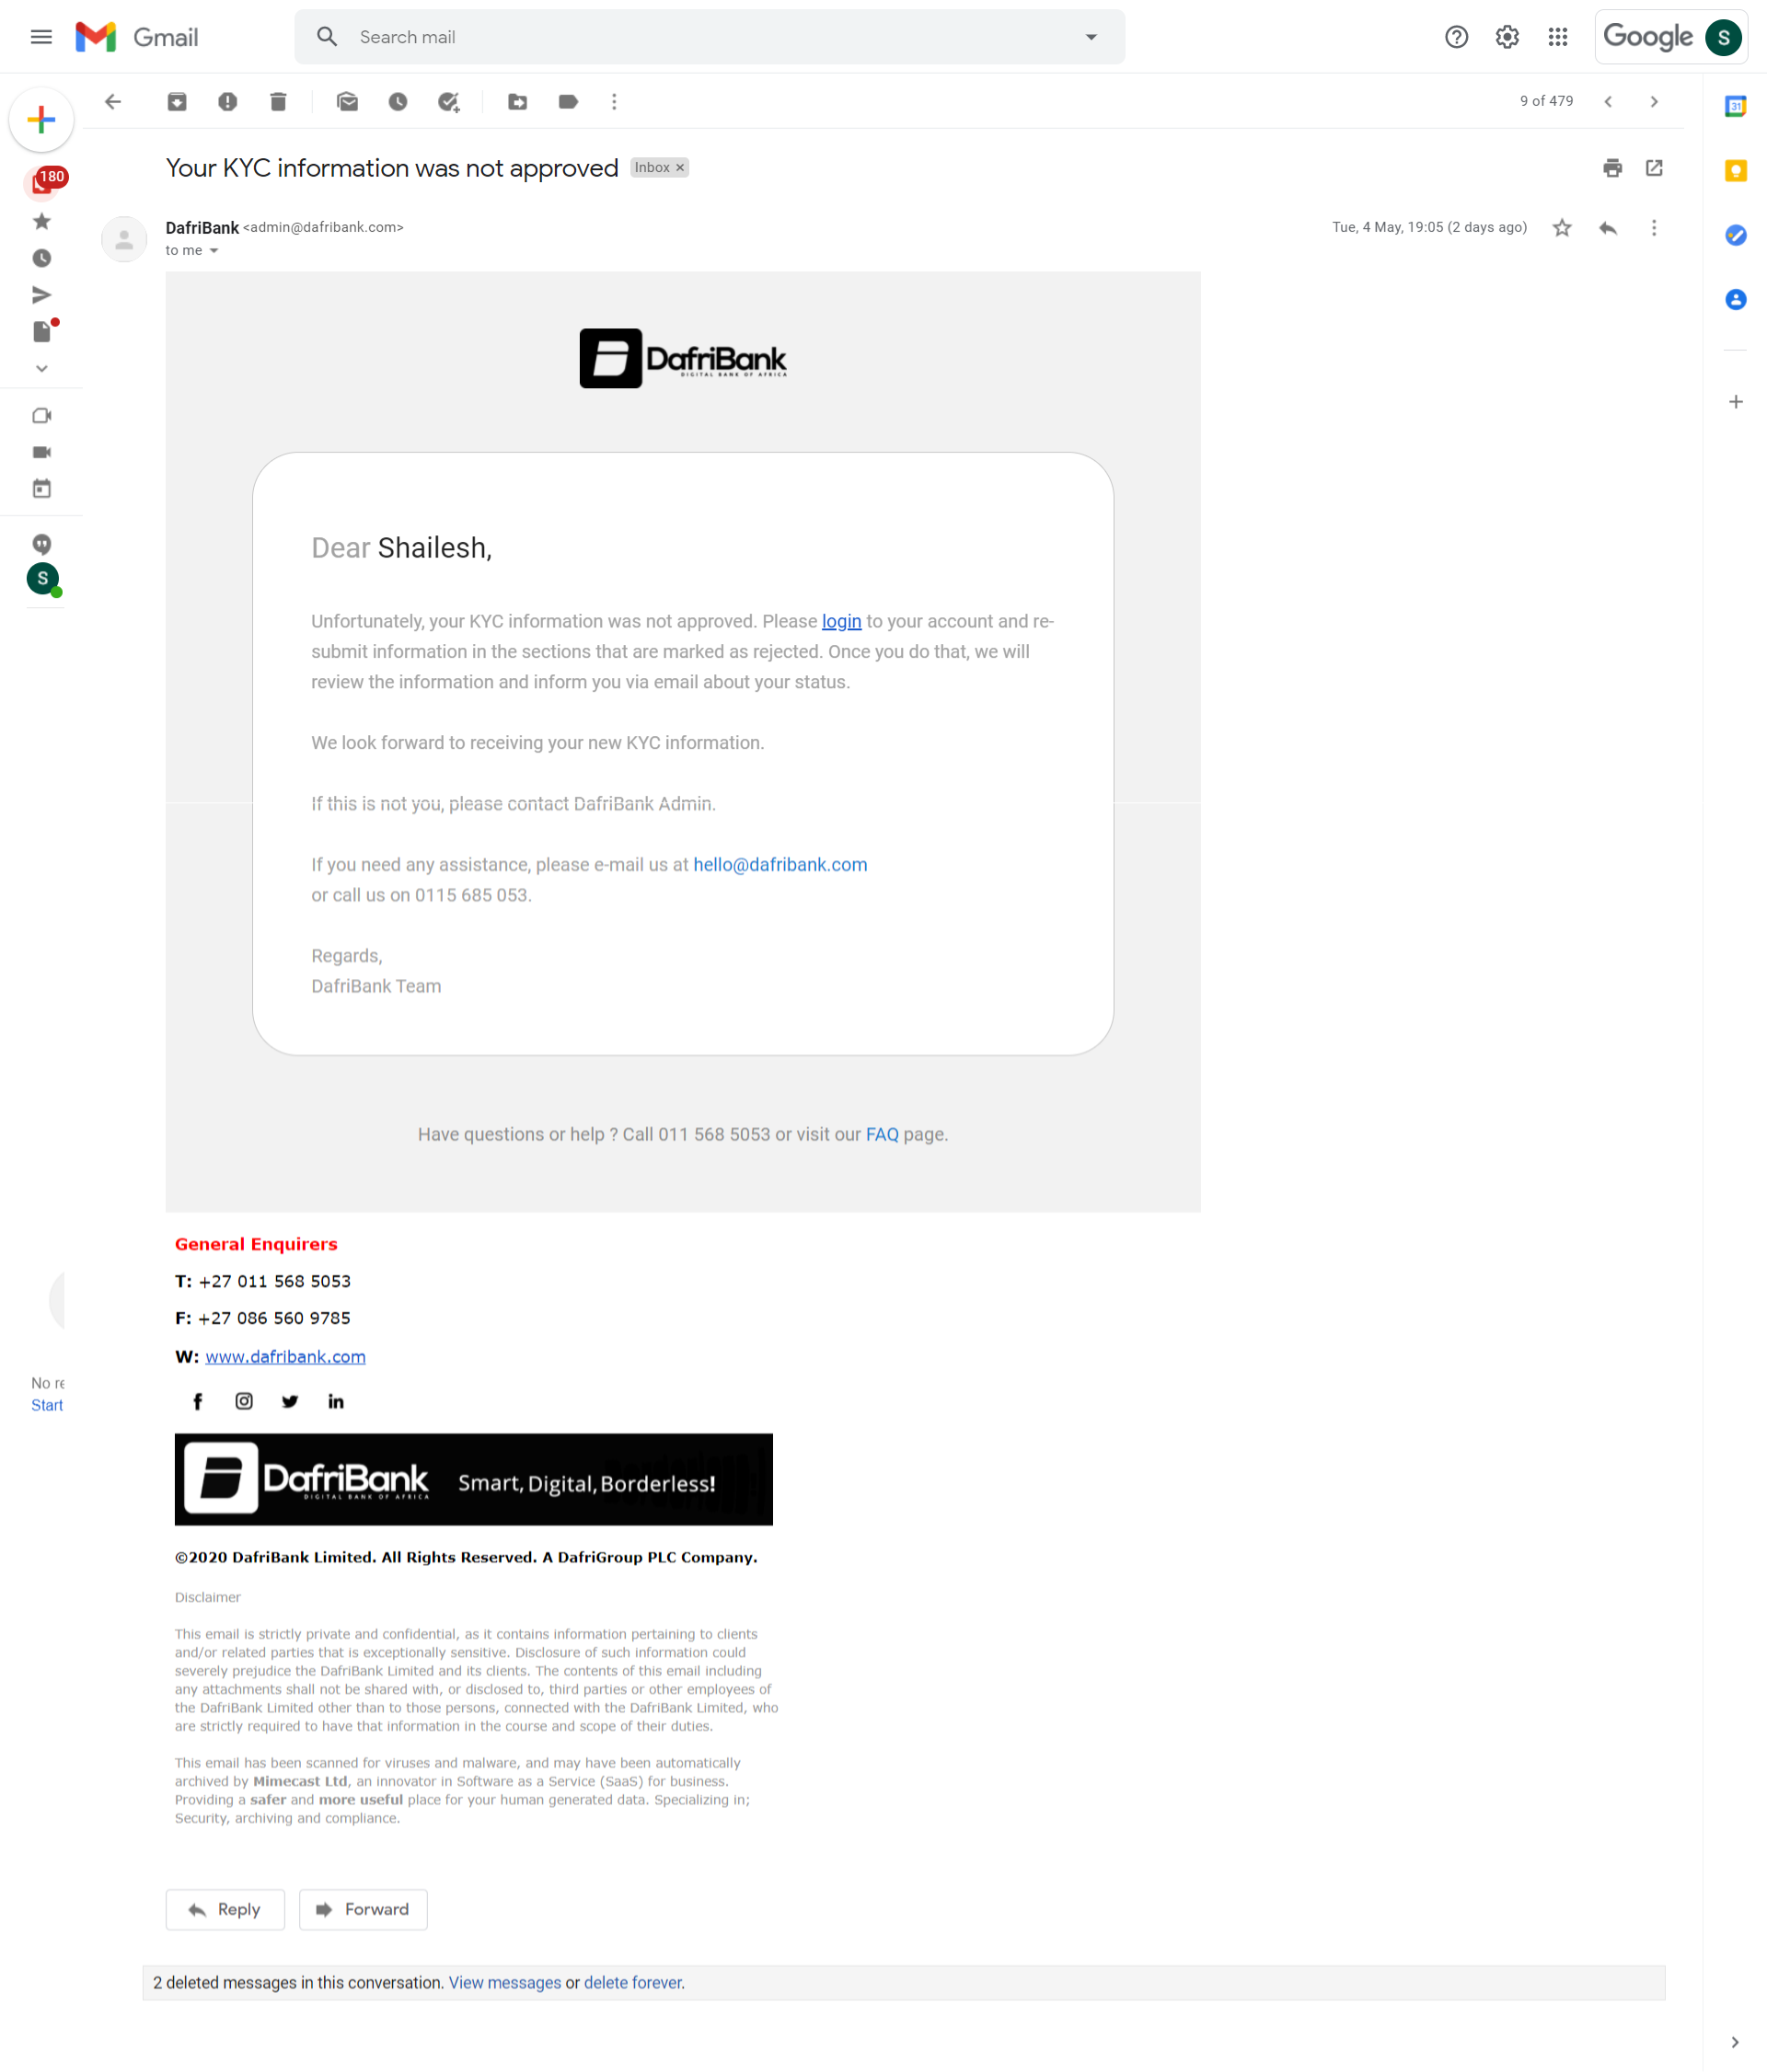 Gmail
Search mail
Google S
9 of 479
180
Your KYC information was not approved Inbox ×
DafriBank <admin@dafribank.com>
Tue, 4 May, 19:05 (2 days ago)
to me
31
DafriBank
DIGITAL BANK OF AFRICA
Dear Shailesh,
S
Unfortunately, your KYC information was not approved. Please login to your account and re-
submit information in the sections that are marked as rejected. Once you do that, we will
review the information and inform you via email about your status.
We look forward to receiving your new KYC information.
If this is not you, please contact DafriBank Admin.
If you need any assistance, please e-mail us at hello@dafribank.com
or call us on 0115 685 053.
Regards,
DafriBank Team
Have questions or help ? Call 011 568 5053 or visit our FAQ page.
General Enquirers
T: +27 011 568 5053
F: +27 086 560 9785
W: www.dafribank.com
No re
Start
DafriBank
DIGITAL BANK OF AFRICA
Smart, Digital, Borderless!
©2020 DafriBank Limited. All Rights Reserved. A DafriGroup PLC Company.
Disclaimer
This email is strictly private and confidential, as it contains information pertaining to clients
and/or related parties that is exceptionally sensitive. Disclosure of such information could
severely prejudice the DafriBank Limited and its clients. The contents of this email including
any attachments shall not be shared with, or disclosed to, third parties or other employees of
the DafriBank Limited other than to those persons, connected with the DafriBank Limited, who
are strictly required to have that information in the course and scope of their duties.
This email has been scanned for viruses and malware, and may have been automatically
archived by Mimecast Ltd, an innovator in Software as a Service (SaaS) for business.
Providing a safer and more useful place for your human generated data. Specializing in;
Security, archiving and compliance.
Reply
Forward
2 deleted messages in this conversation. View messages or delete forever.